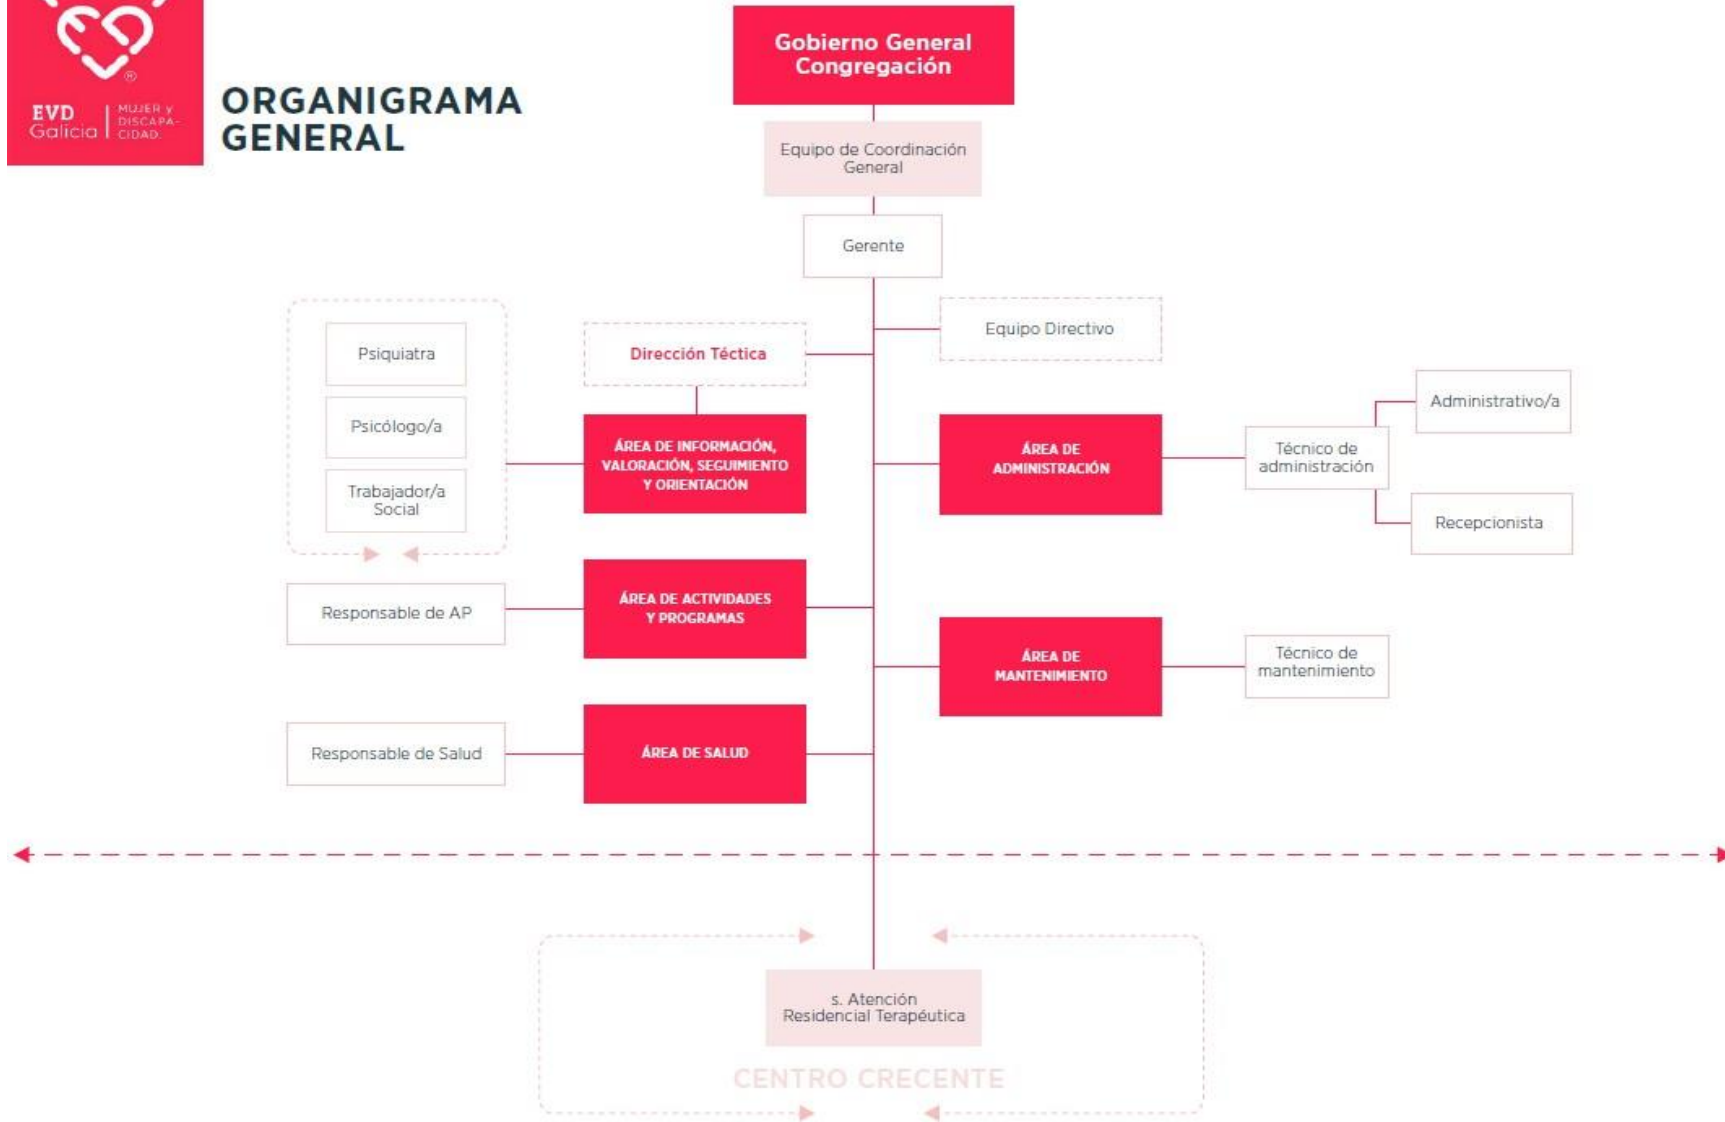 EVD
Galicia
MUJER y
DISCAPA-
CIDAD.
ORGANIGRAMA
GENERAL
Gobierno General
Congregación
Equipo de Coordinación
General
Gerente
Equipo Directivo
Dirección Téctica
Psiquiatra
Psicólogo/a
Trabajador/a
Social
ÁREA DE INFORMACIÓN,
VALORACIÓN, SEGUIMIENTO
Y ORIENTACIÓN
ÁREA DE
ADMINISTRACIÓN
Técnico de
administración
Administrativo/a
Recepcionista
Responsable de AP
ÁREA DE ACTIVIDADES
Y PROGRAMAS
ÁREA DE
MANTENIMIENTO
Técnico de
mantenimiento
Responsable de Salud
ÁREA DE SALUD
s. Atención
Residencial Terapéutica
CENTRO CRECENTE